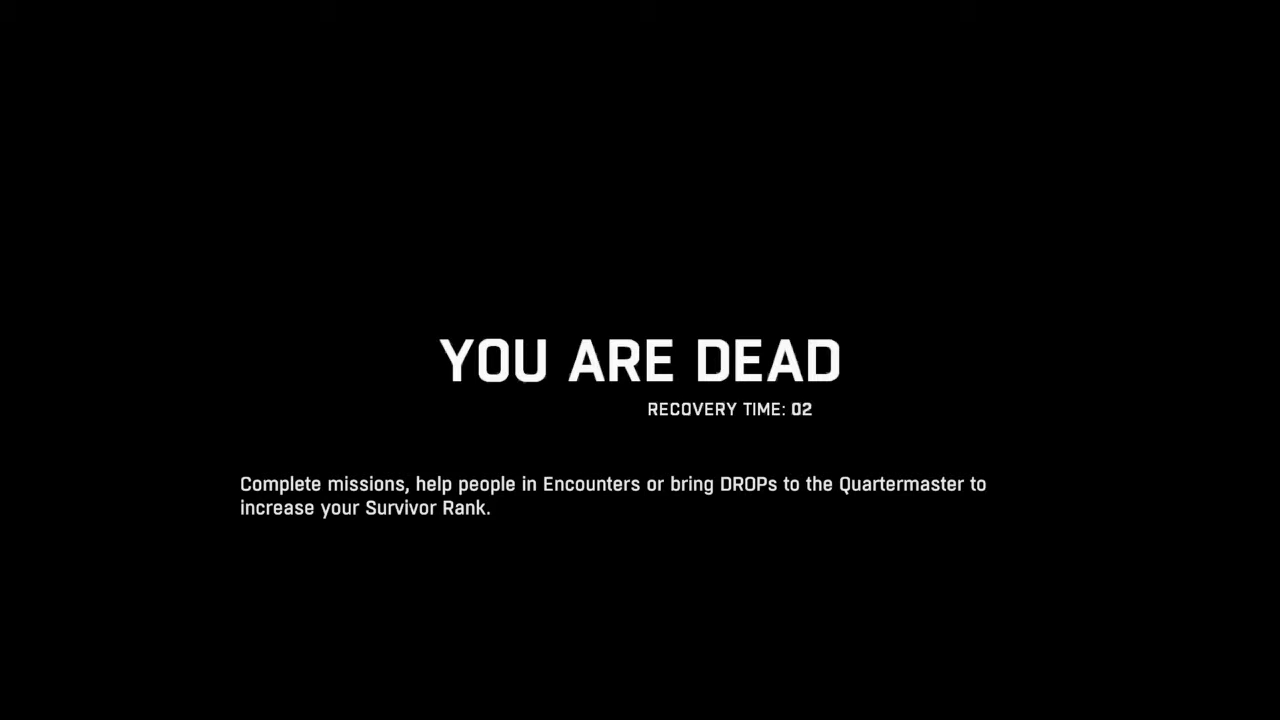 YOU ARE DEAD
RECOVERY TIME: 02
Complete missions, help people in Encounters or bring DROPs to the Quartermaster to
increase your Survivor Rank.